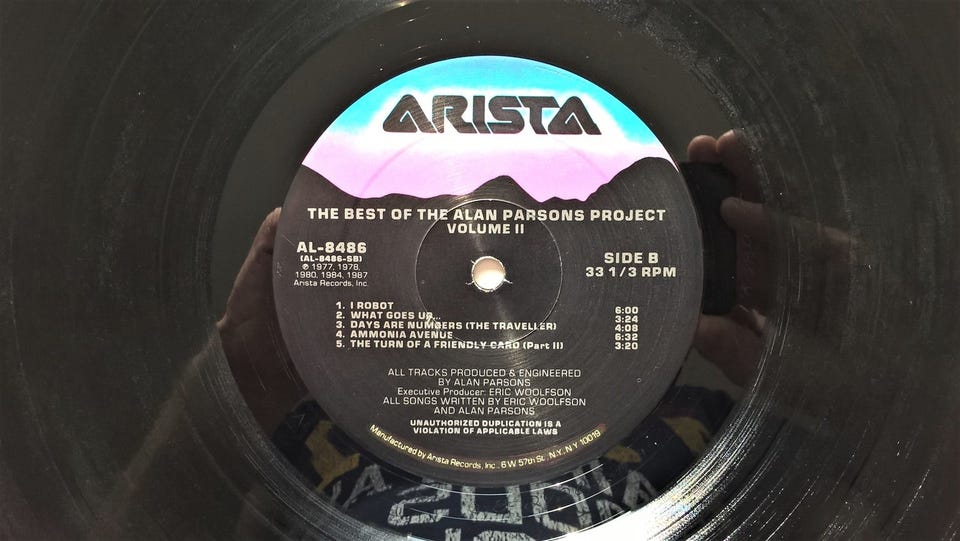 ARISTA
THE BEST OF THE ALAN PARSONS PROJECT
VOLUME II
AL-8486
(AL-8486-SB)
℗ 1977, 1978,
1980, 1984, 1987
Arista Records, Inc.
SIDE B
33 1/3 RPM
1. I ROBOT 6:00
2. WHAT GOES UP... 3:24
3. DAYS ARE NUMBERS (THE TRAVELLER) 4:08
4. AMMONIA AVENUE 6:32
5. THE TURN OF A FRIENDLY CARD (Part II) 3:20
ALL TRACKS PRODUCED & ENGINEERED
BY ALAN PARSONS
Executive Producer: ERIC WOOLFSON
ALL SONGS WRITTEN BY ERIC WOOLFSON
AND ALAN PARSONS
UNAUTHORIZED DUPLICATION IS A
VIOLATION OF APPLICABLE LAWS
Manufactured by Arista Records, Inc., 6 W 57th St., N.Y., N.Y. 10019